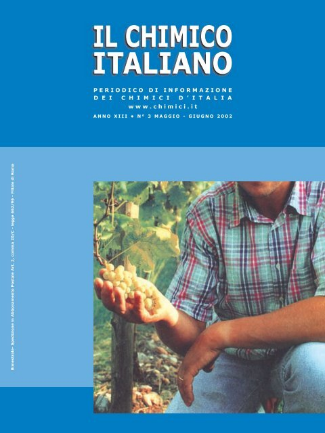 IL CHIMICO
ITALIANO
PERIODICO DI INFORMAZIONE
DEI CHIMICI D'ITALIA
www.chimici.it
ANNO XIII • N° 3 MAGGIO - GIUGNO 2002